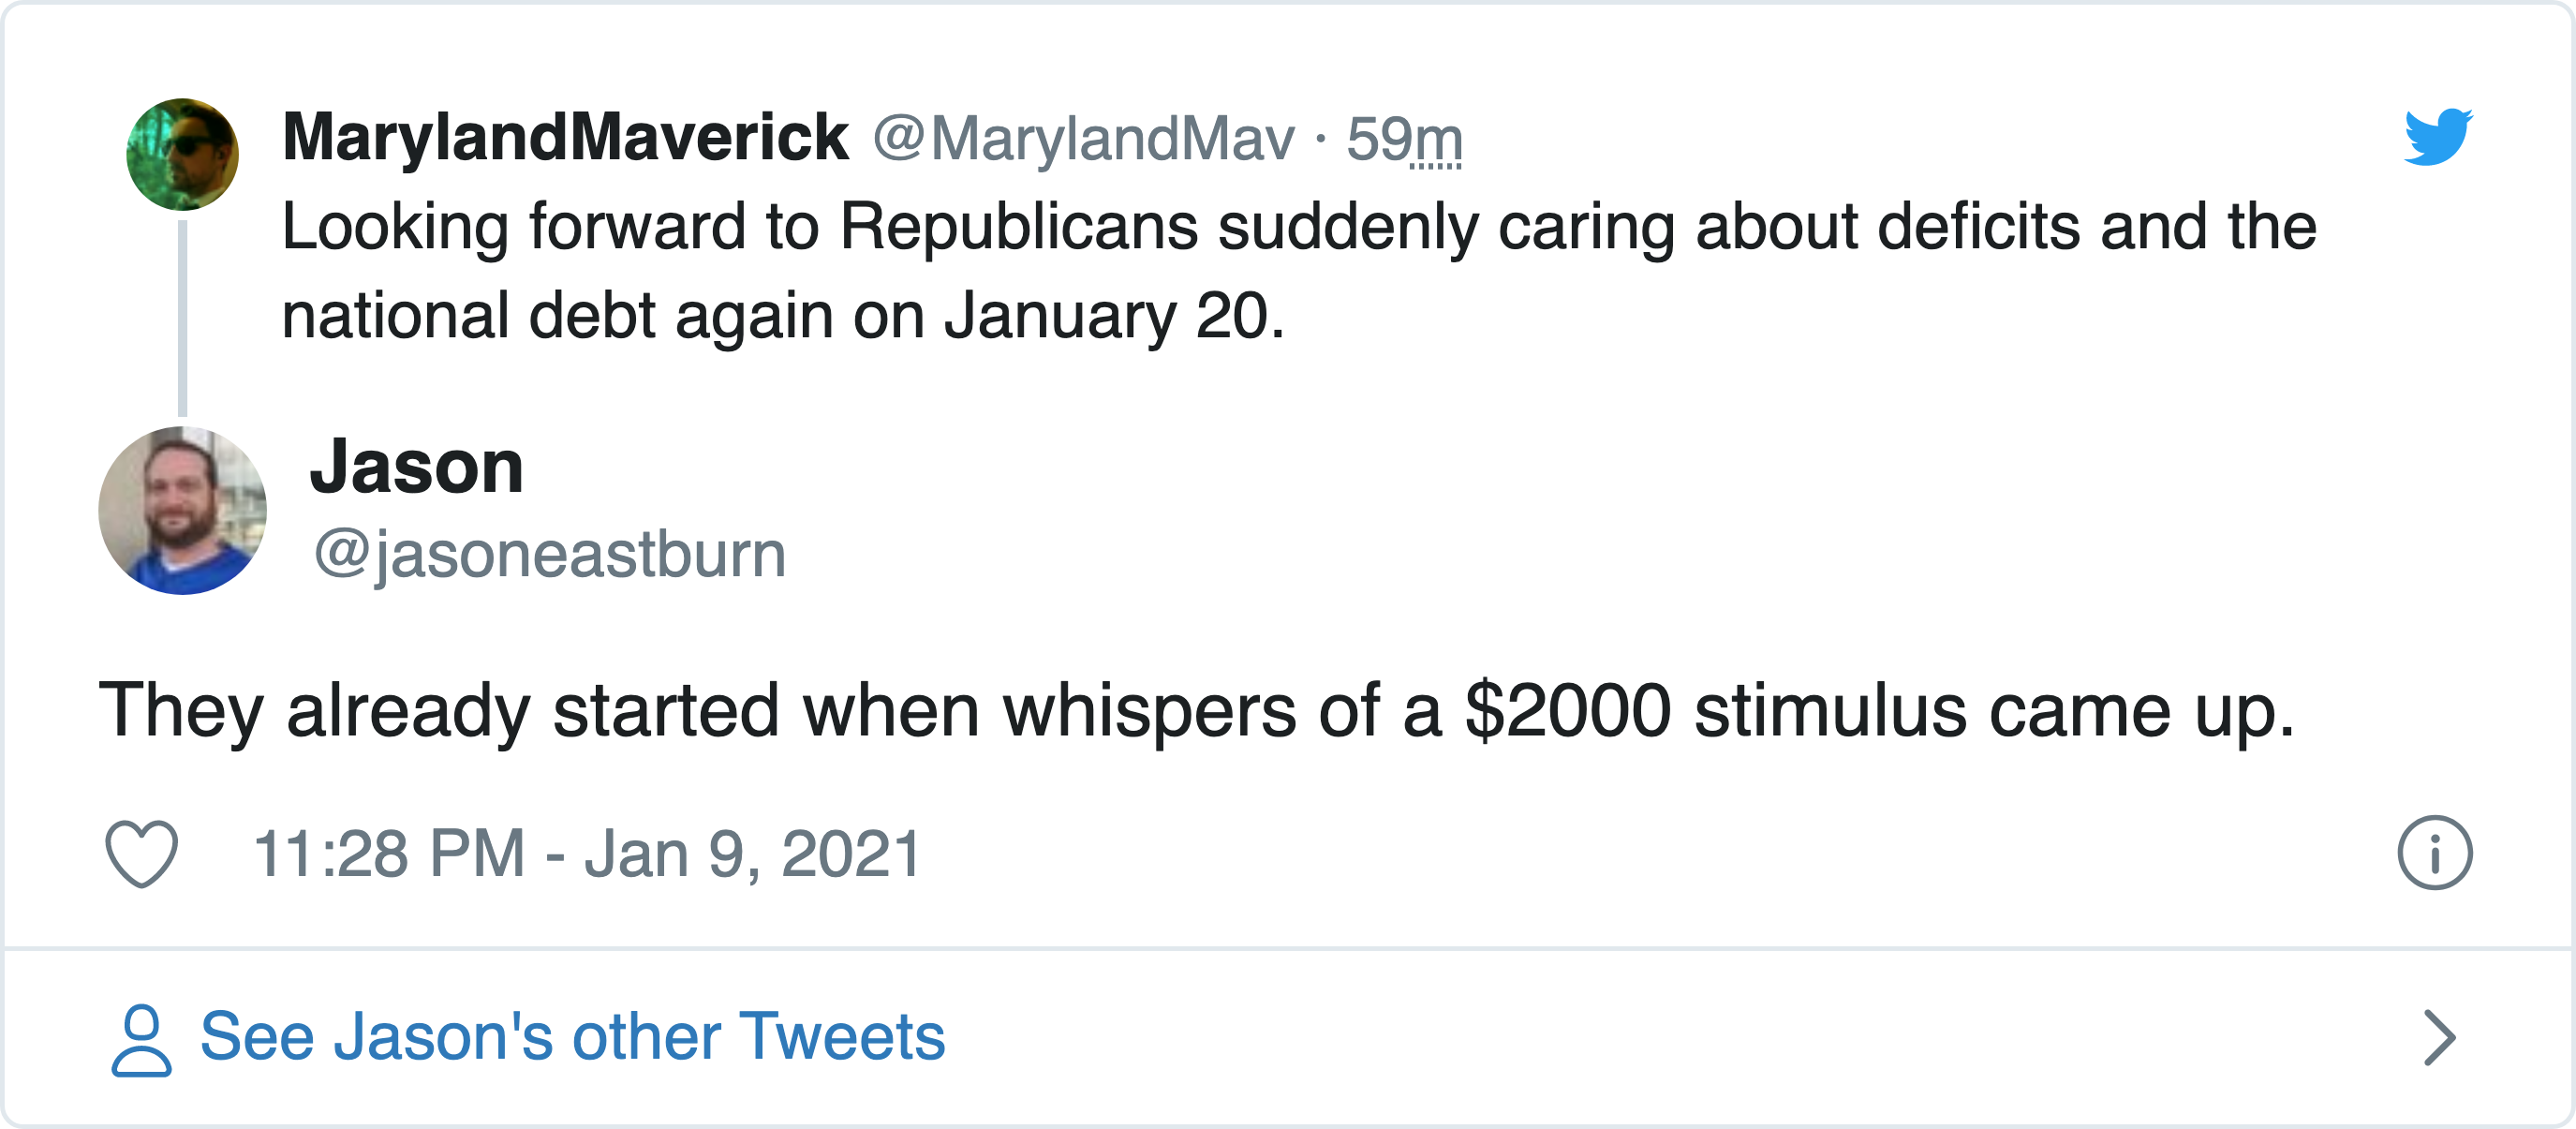 MarylandMaverick @MarylandMav · 59m
Looking forward to Republicans suddenly caring about deficits and the
national debt again on January 20.
Jason
@jasoneastburn
They already started when whispers of a $2000 stimulus came up.
11:28 PM - Jan 9, 2021
See Jason's other Tweets